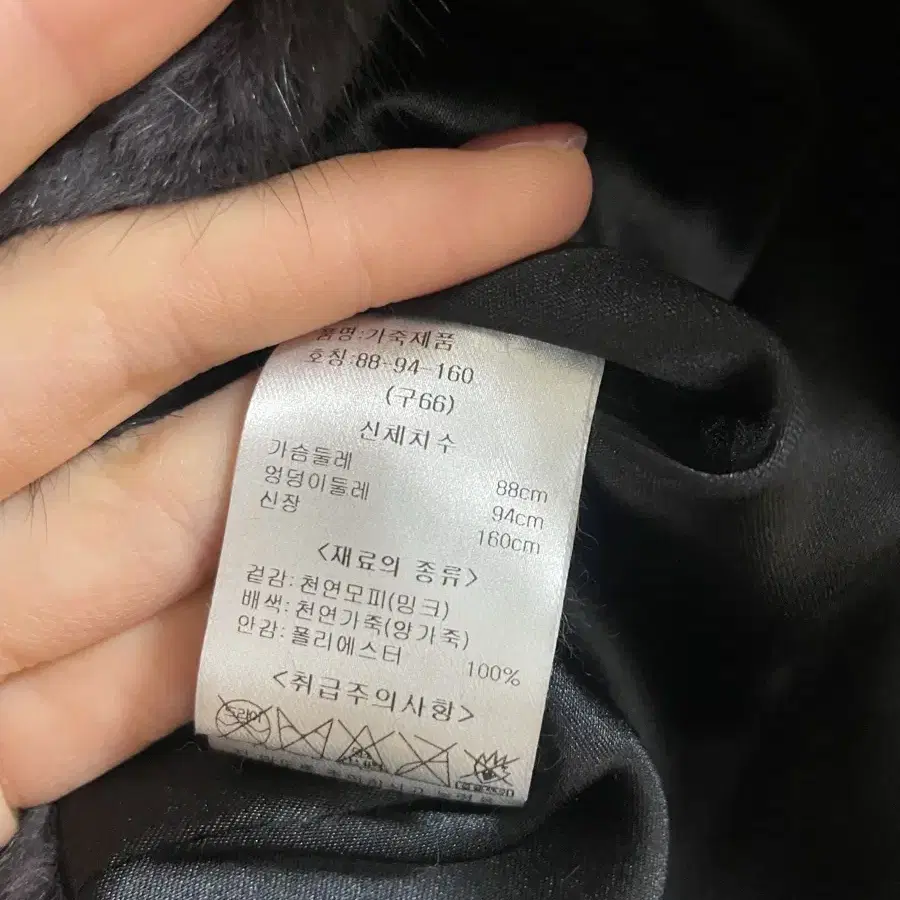 품명:가죽제품
호칭:88-94-160
(구66)
신체치수
가슴둘레 88cm
엉덩이둘레 94cm
신장 160cm
<재료의 종류>
겉감:천연모피(밍크)
배색:천연가죽(양가죽)
안감:폴리에스터 100%
<취급주의사항>
드라이